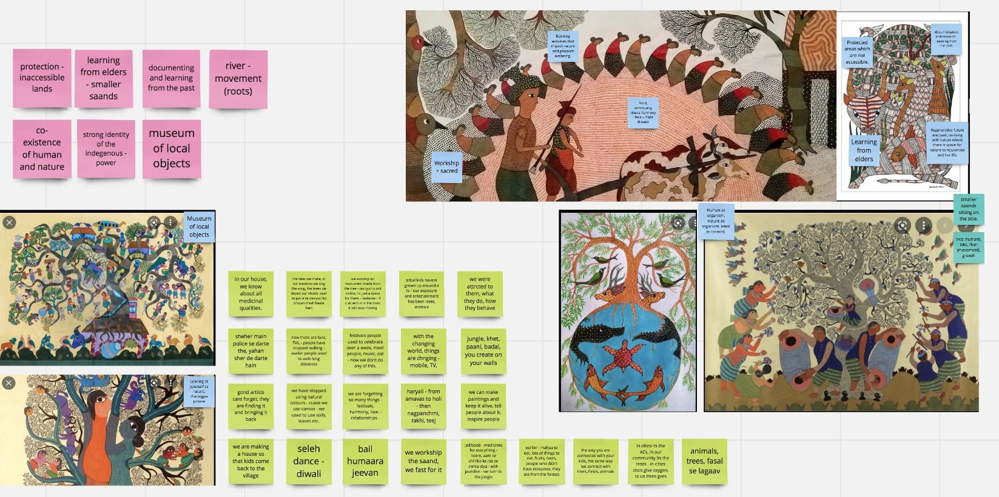 protection -
inaccessible
lands
learning
from elders
- smaller
saands
documenting
and learning
from the past
river -
movement
(roots)
co-
existence
of human
and nature
strong identity
of the
indegenous -
power
museum
of local
objects
Banning
activities that
impact nature
and people's
welbeing.
Food,
community,
rituals, harmony
- help u flight
disease
Workship
+ sacred
Protected
areas which
are not
accessible.
documentation
and research -
learning from
the past
Learning
from
elders
Regenerative future
and past, co-living
with nature where
there is space for
nature to rejuvenate
and live life.
smaller
saands
sitting on
the side.
tree, humans,
lake, river
(movement),
growth
Human as
organism,
nature as
organism, need
to co-exist.
Museum
of local
objects
Looking at
yourself as
nature.
The bigger
picture
in our house,
we know
about all
medicinal
qualities.
the deer we make, in
our tradition we sing
the song, the trees we
depict our shubh, paid
ke patte se deviyon ko
bhojan chadhhaate
hain
we worship an
instrument made from
the tree - our god is not
visible, its just a space
for them. - badadev - if
u sit with it in the train,
it will stop moving
tribal kids havent
grown up around a
tv - our exposure
and entertainment
has been trees,
animals
we were
attrcted to
them, what
they do, how
they behave
sheher main
police se darte
the, yahan
sher de darte
hain
now there are fans,
TVs, - people have
stopped walking -
earlier people used
to walk long
distances
festivals people
used to celebrate
over a week, meet
people, music, eat
- now we dont do
any of this.
with the
changing
world, things
are chnging -
mobile, TV,
jungle, khet,
paani, badal,
you create on
your walls
gond artists
cant forget, they
are finding it
and bringing it
back
we have stopped
using natural
colours - cuase we
use canvas - we
used to use soils,
leaves etc.
we are forgetting
so many things -
festivals,
harmony, love -
relationships -
haryali - from
amavas to holi
- then
nagpanchmi,
rakhi, teej
we can make
paintings and
keep it alive, tell
people about it,
inspire people
we are making
a house so
that kids come
back to the
village
seleh
dance -
diwali
bail
humaara
jeevan
we workship
the saand,
we fast for it
jadibooti - medicines
for everything -
neem, aam ke
chhilke ke ras se
nehla diya - with
jaundice - we turn to
the jungle
earlier - mahua to
eat, lots of things to
eat, fruits, roots,
people who didnt
have resources, they
ate from the forests
the way you are
connected with your
kids, the same way
we connect with
trees, fields, animals
in cities its the
ACs, in our
community its the
trees - in cities
docs give oxygen,
to us trees gves
animals,
trees, fasal
se lagaav